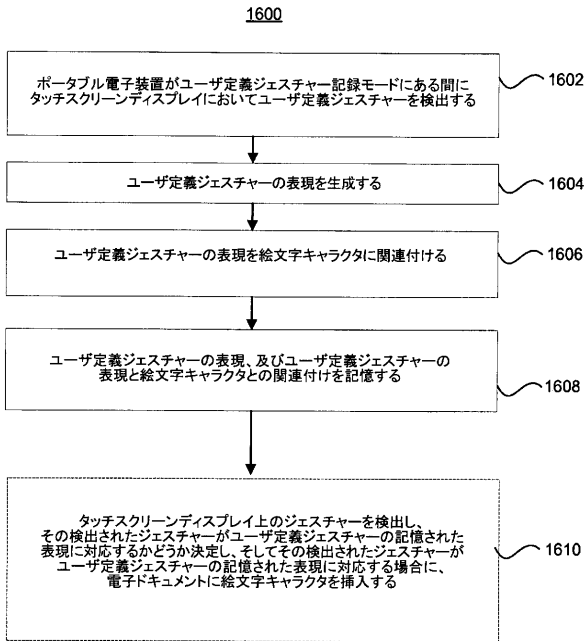 1600
ポータブル電子装置がユーザ定義ジェスチャー記録モードにある間に
タッチスクリーンディスプレイにおいてユーザ定義ジェスチャーを検出する
1602
ユーザ定義ジェスチャーの表現を生成する
1604
ユーザ定義ジェスチャーの表現を絵文字キャラクタに関連付ける
1606
ユーザ定義ジェスチャーの表現、及びユーザ定義ジェスチャーの
表現と絵文字キャラクタとの関連付けを記憶する
1608
タッチスクリーンディスプレイ上のジェスチャーを検出し、
その検出されたジェスチャーがユーザ定義ジェスチャーの記憶された
表現に対応するかどうか決定し、そしてその検出されたジェスチャーが
ユーザ定義ジェスチャーの記憶された表現に対応する場合に、
電子ドキュメントに絵文字キャラクタを挿入する
1610